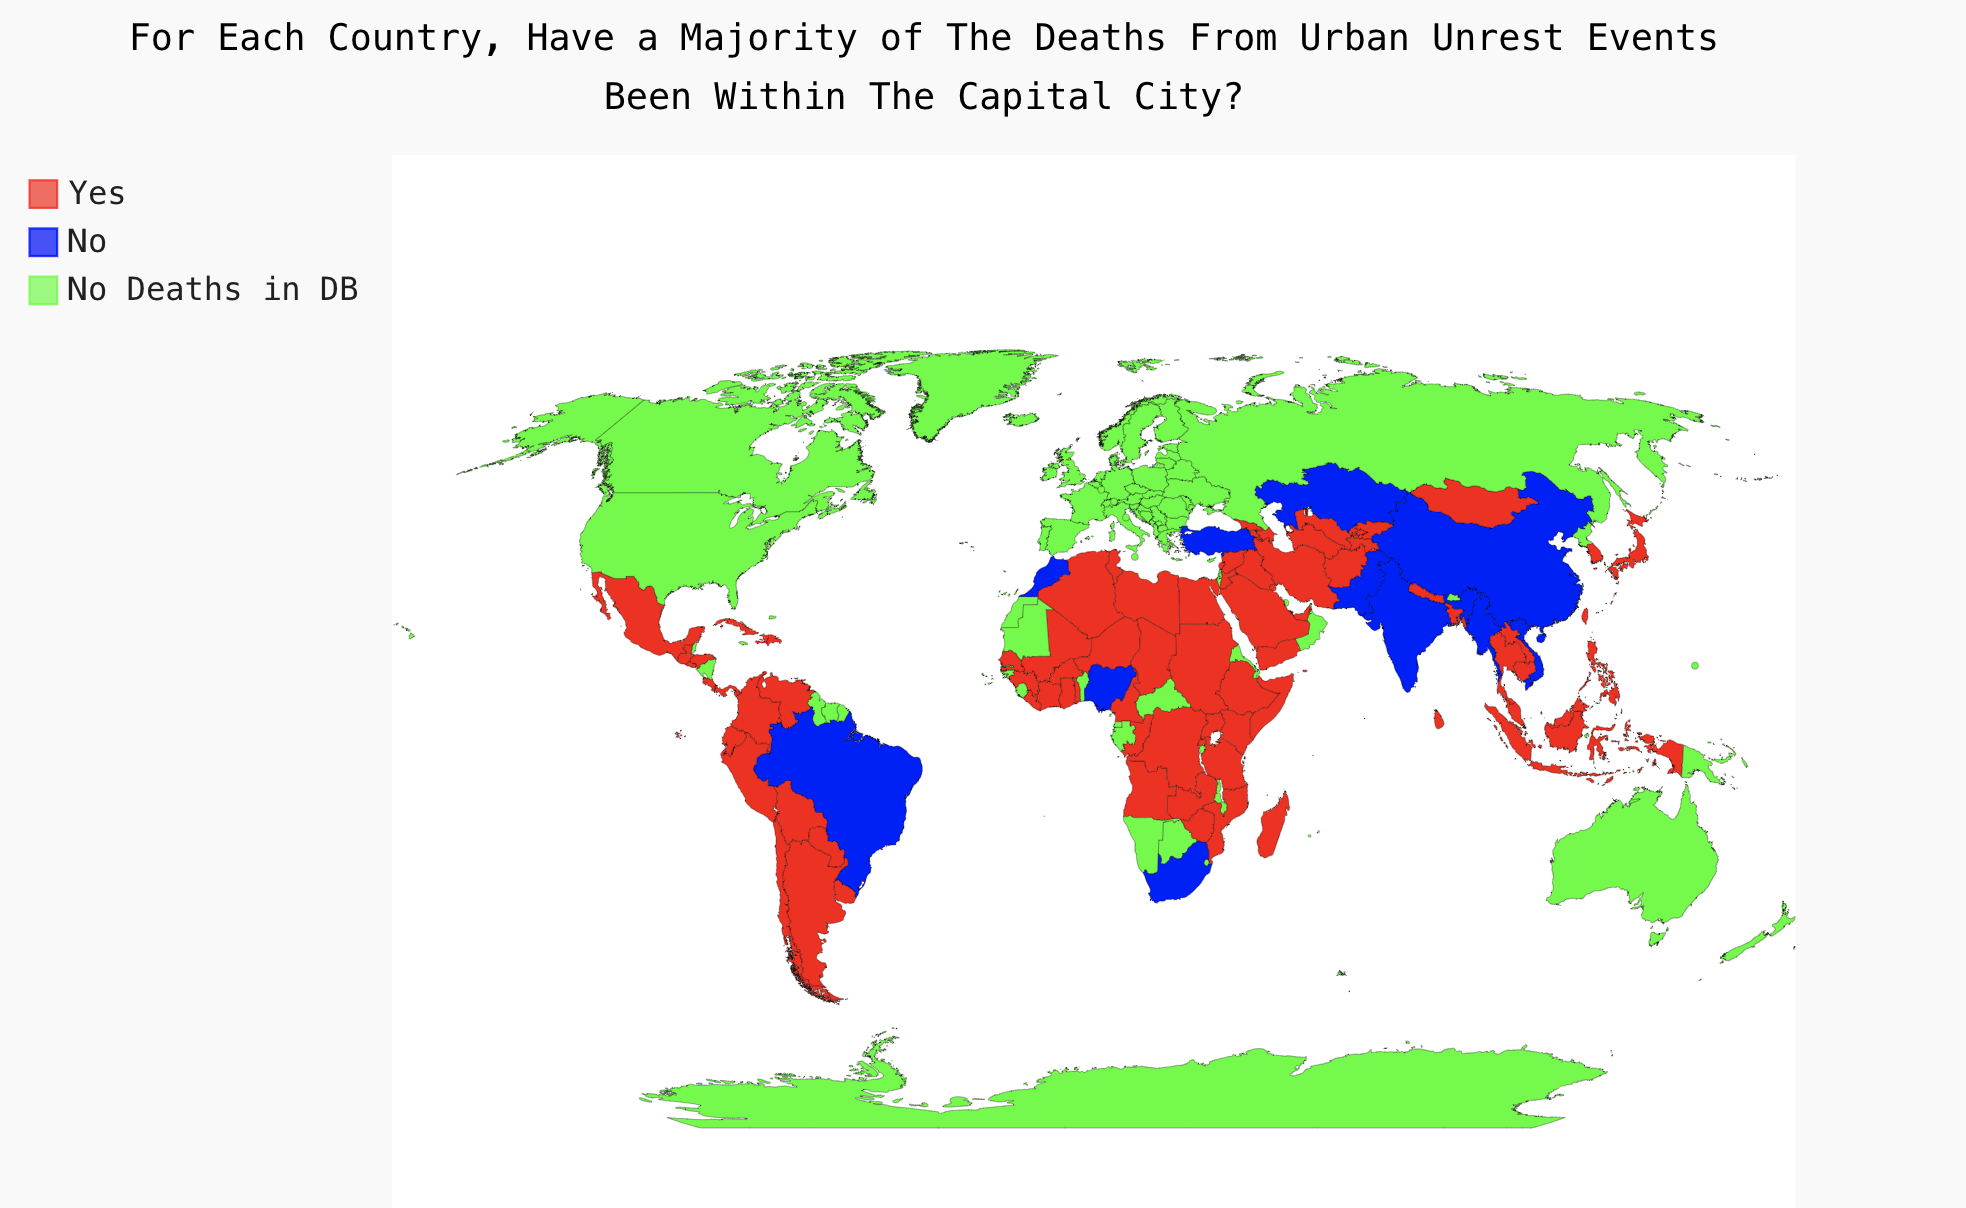 For Each Country, Have a Majority of The Deaths From Urban Unrest Events
Been Within The Capital City?
Yes
No
No Deaths in DB